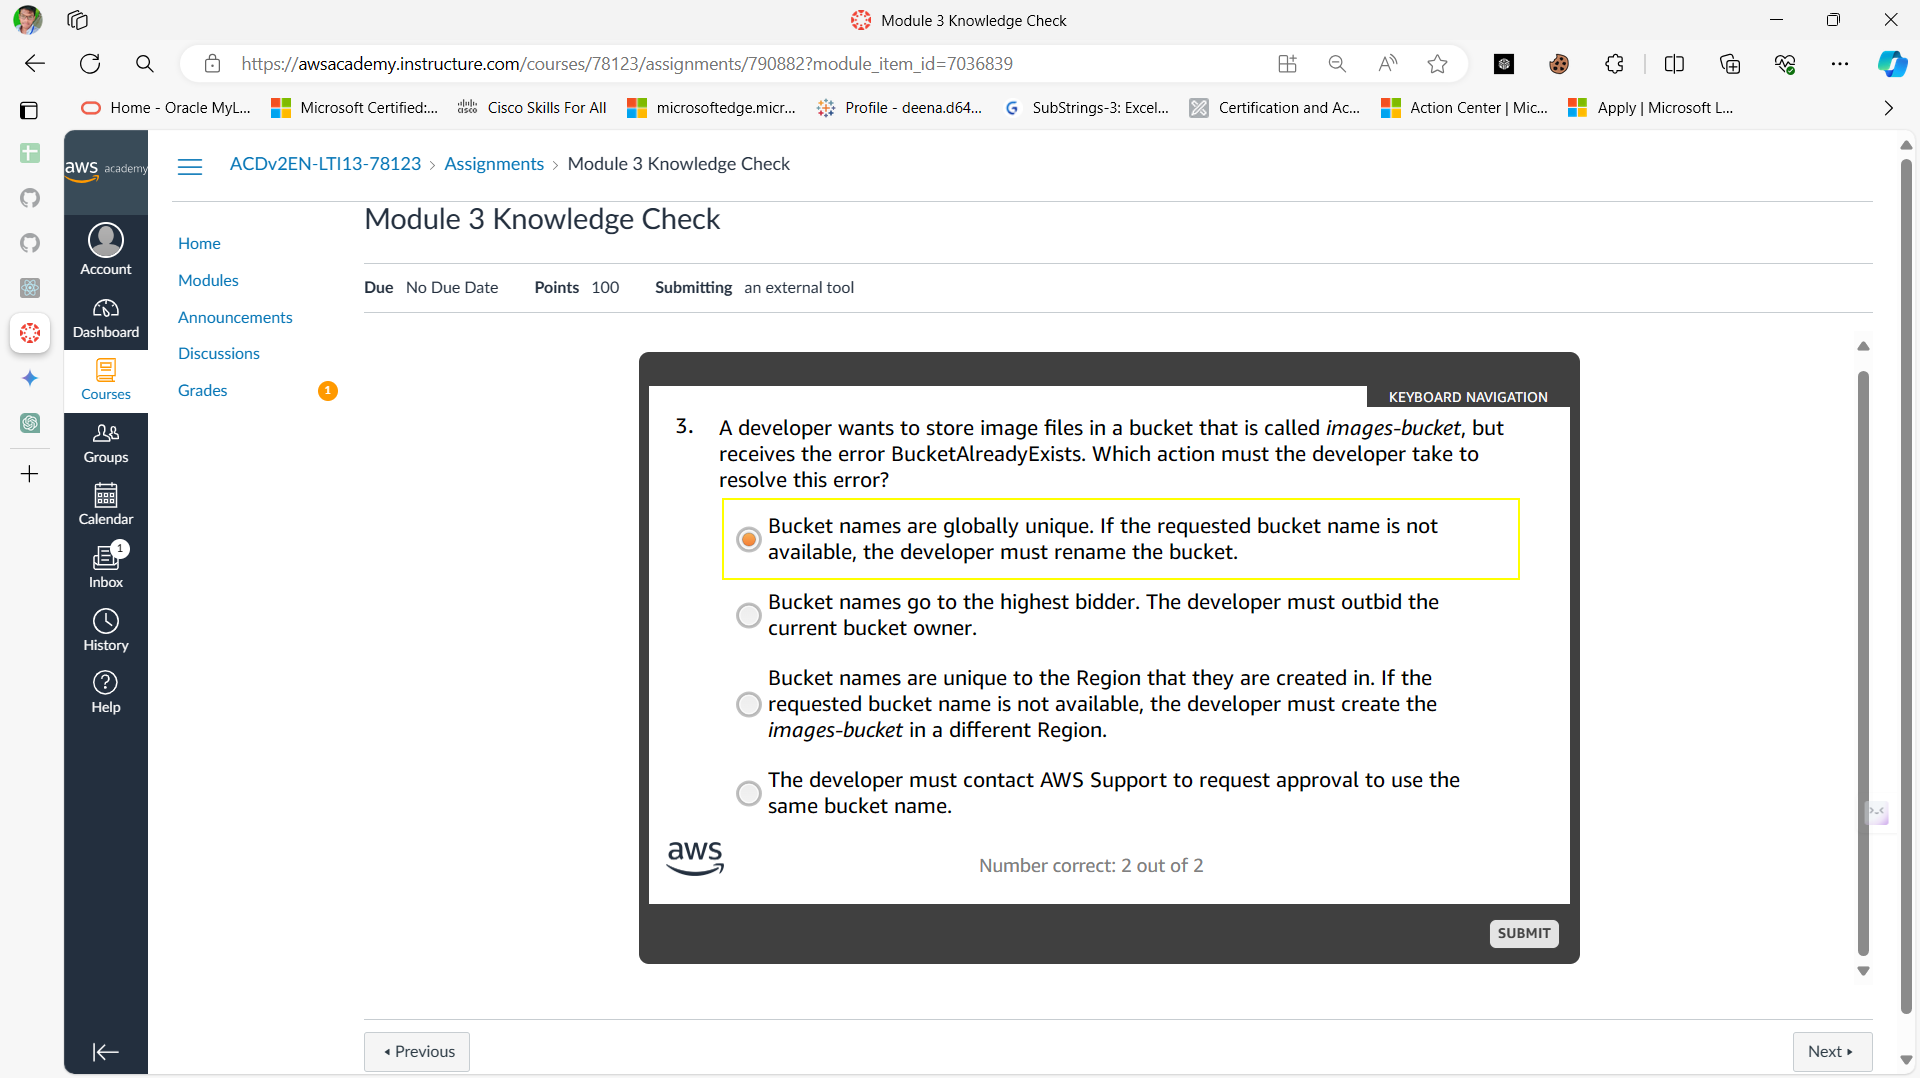 Module 3 Knowledge Check
https://awsacademy.instructure.com/courses/78123/assignments/790882?module_item_id=7036839
Home - Oracle MyL...
Microsoft Certified:...
Cisco Skills For All
microsoftedge.micr...
Profile - deena.d64...
SubStrings-3: Excel...
Certification and Ac...
Action Center | Mic...
Apply | Microsoft L...
aws academy
ACDv2EN-LTI13-78123 › Assignments › Module 3 Knowledge Check
Account
Dashboard
Courses
Groups
Calendar
1
Inbox
History
Help
Home
Modules
Announcements
Discussions
Grades 1
Module 3 Knowledge Check
Due No Due Date Points 100 Submitting an external tool
KEYBOARD NAVIGATION
3. A developer wants to store image files in a bucket that is called images-bucket, but
receives the error BucketAlreadyExists. Which action must the developer take to
resolve this error?
Bucket names are globally unique. If the requested bucket name is not
available, the developer must rename the bucket.
Bucket names go to the highest bidder. The developer must outbid the
current bucket owner.
Bucket names are unique to the Region that they are created in. If the
requested bucket name is not available, the developer must create the
images-bucket in a different Region.
The developer must contact AWS Support to request approval to use the
same bucket name.
aws
Number correct: 2 out of 2
SUBMIT
Previous
Next